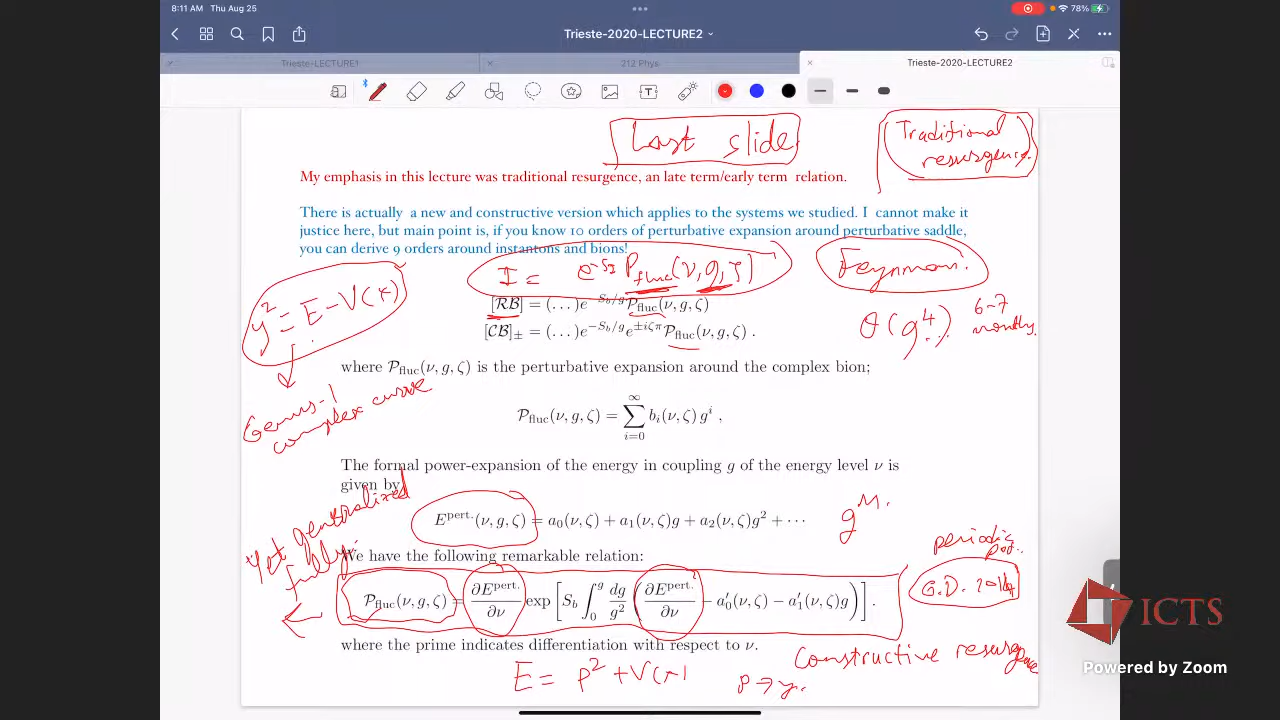 8:11 AM Thu Aug 25
78%
Trieste-2020-LECTURE2
Trieste-LECTURE1
212 Phys
Trieste-2020-LECTURE2
Last slide
Traditional
resurgence.
My emphasis in this lecture was traditional resurgence, an late term/early term relation.
There is actually a new and constructive version which applies to the systems we studied. I cannot make it
justice here, but main point is, if you know 10 orders of perturbative expansion around perturbative saddle,
you can derive 9 orders around instantons and bions!
I = e^{-S_I} P_fluc(ν, g, ζ)
Feynman.
y² = E − V(x)
[RB] = (...)e^{−S_b/g} P_fluc(ν, g, ζ)
θ(g⁴)
6-7
months.
[CB]± = (...)e^{−S_b/g} e^{±iζπ} P_fluc(ν, g, ζ) .
where P_fluc(ν, g, ζ) is the perturbative expansion around the complex bion;
Genus-1
complex curve
P_fluc(ν, g, ζ) = ∑_{i=0}^{∞} b_i(ν, ζ) g^i ,
The formal power-expansion of the energy in coupling g of the energy level ν is
given by
E^{pert.}(ν, g, ζ) = a_0(ν, ζ) + a_1(ν, ζ)g + a_2(ν, ζ)g² + ···
g^M.
Yet generalized
fully.
We have the following remarkable relation:
periodic
pot..
P_fluc(ν, g, ζ) = ∂E^{pert.}/∂ν exp [ S_b ∫_0^g dg/g² ( ∂E^{pert.}/∂ν − a_0′(ν, ζ) − a_1′(ν, ζ)g ) ] .
G.D. 2014
where the prime indicates differentiation with respect to ν.
Constructive resurgence
E = p² + V(x)
p → y.
ICTS
Powered by Zoom